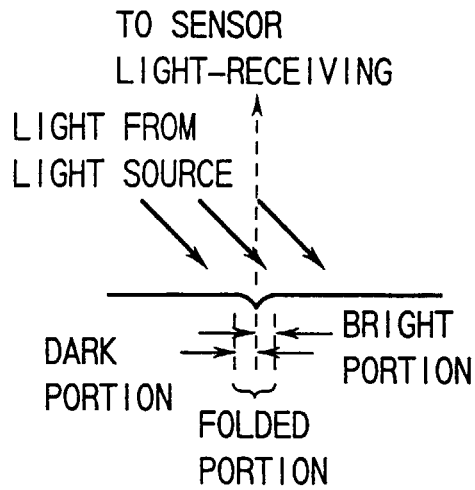 TO SENSOR
LIGHT-RECEIVING
LIGHT FROM
LIGHT SOURCE
DARK
PORTION
BRIGHT
PORTION
FOLDED
PORTION